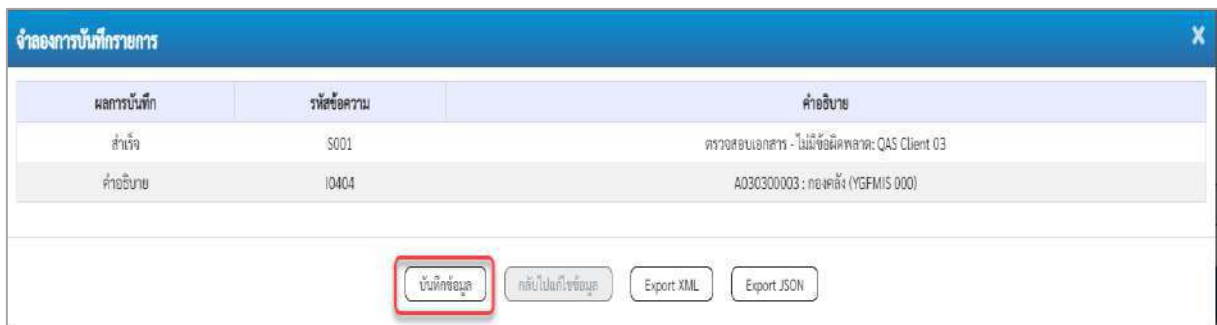 จำลองการบันทึกรายการ X
ผลการบันทึก รหัสข้อความ คำอธิบาย
สำเร็จ S001 ตรวจสอบเอกสาร - ไม่มีข้อผิดพลาด: QAS Client 03
คำอธิบาย I0404 A030300003 : กองคลัง (YGFMIS 000)
บันทึกข้อมูล กลับไปแก้ไขข้อมูล Export XML Export JSON